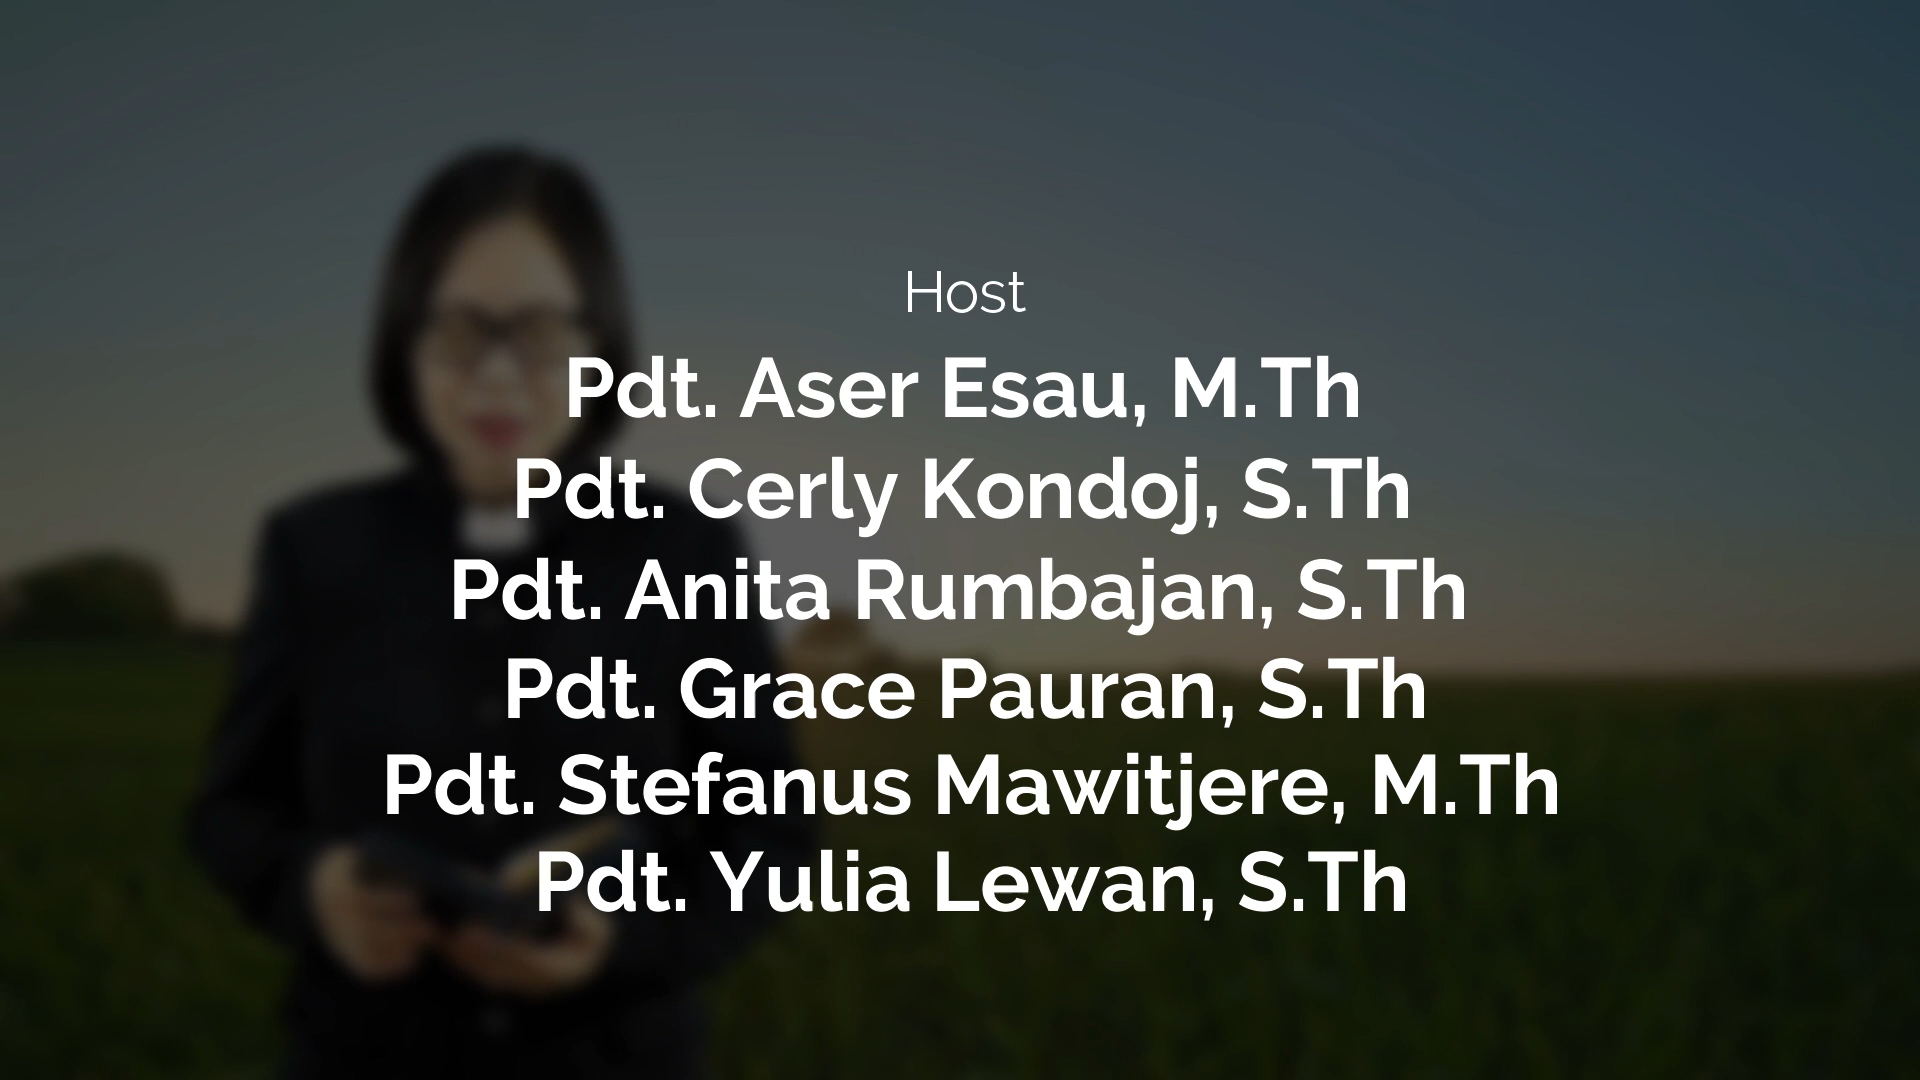 Host
Pdt. Aser Esau, M.Th
Pdt. Cerly Kondoj, S.Th
Pdt. Anita Rumbajan, S.Th
Pdt. Grace Pauran, S.Th
Pdt. Stefanus Mawitjere, M.Th
Pdt. Yulia Lewan, S.Th